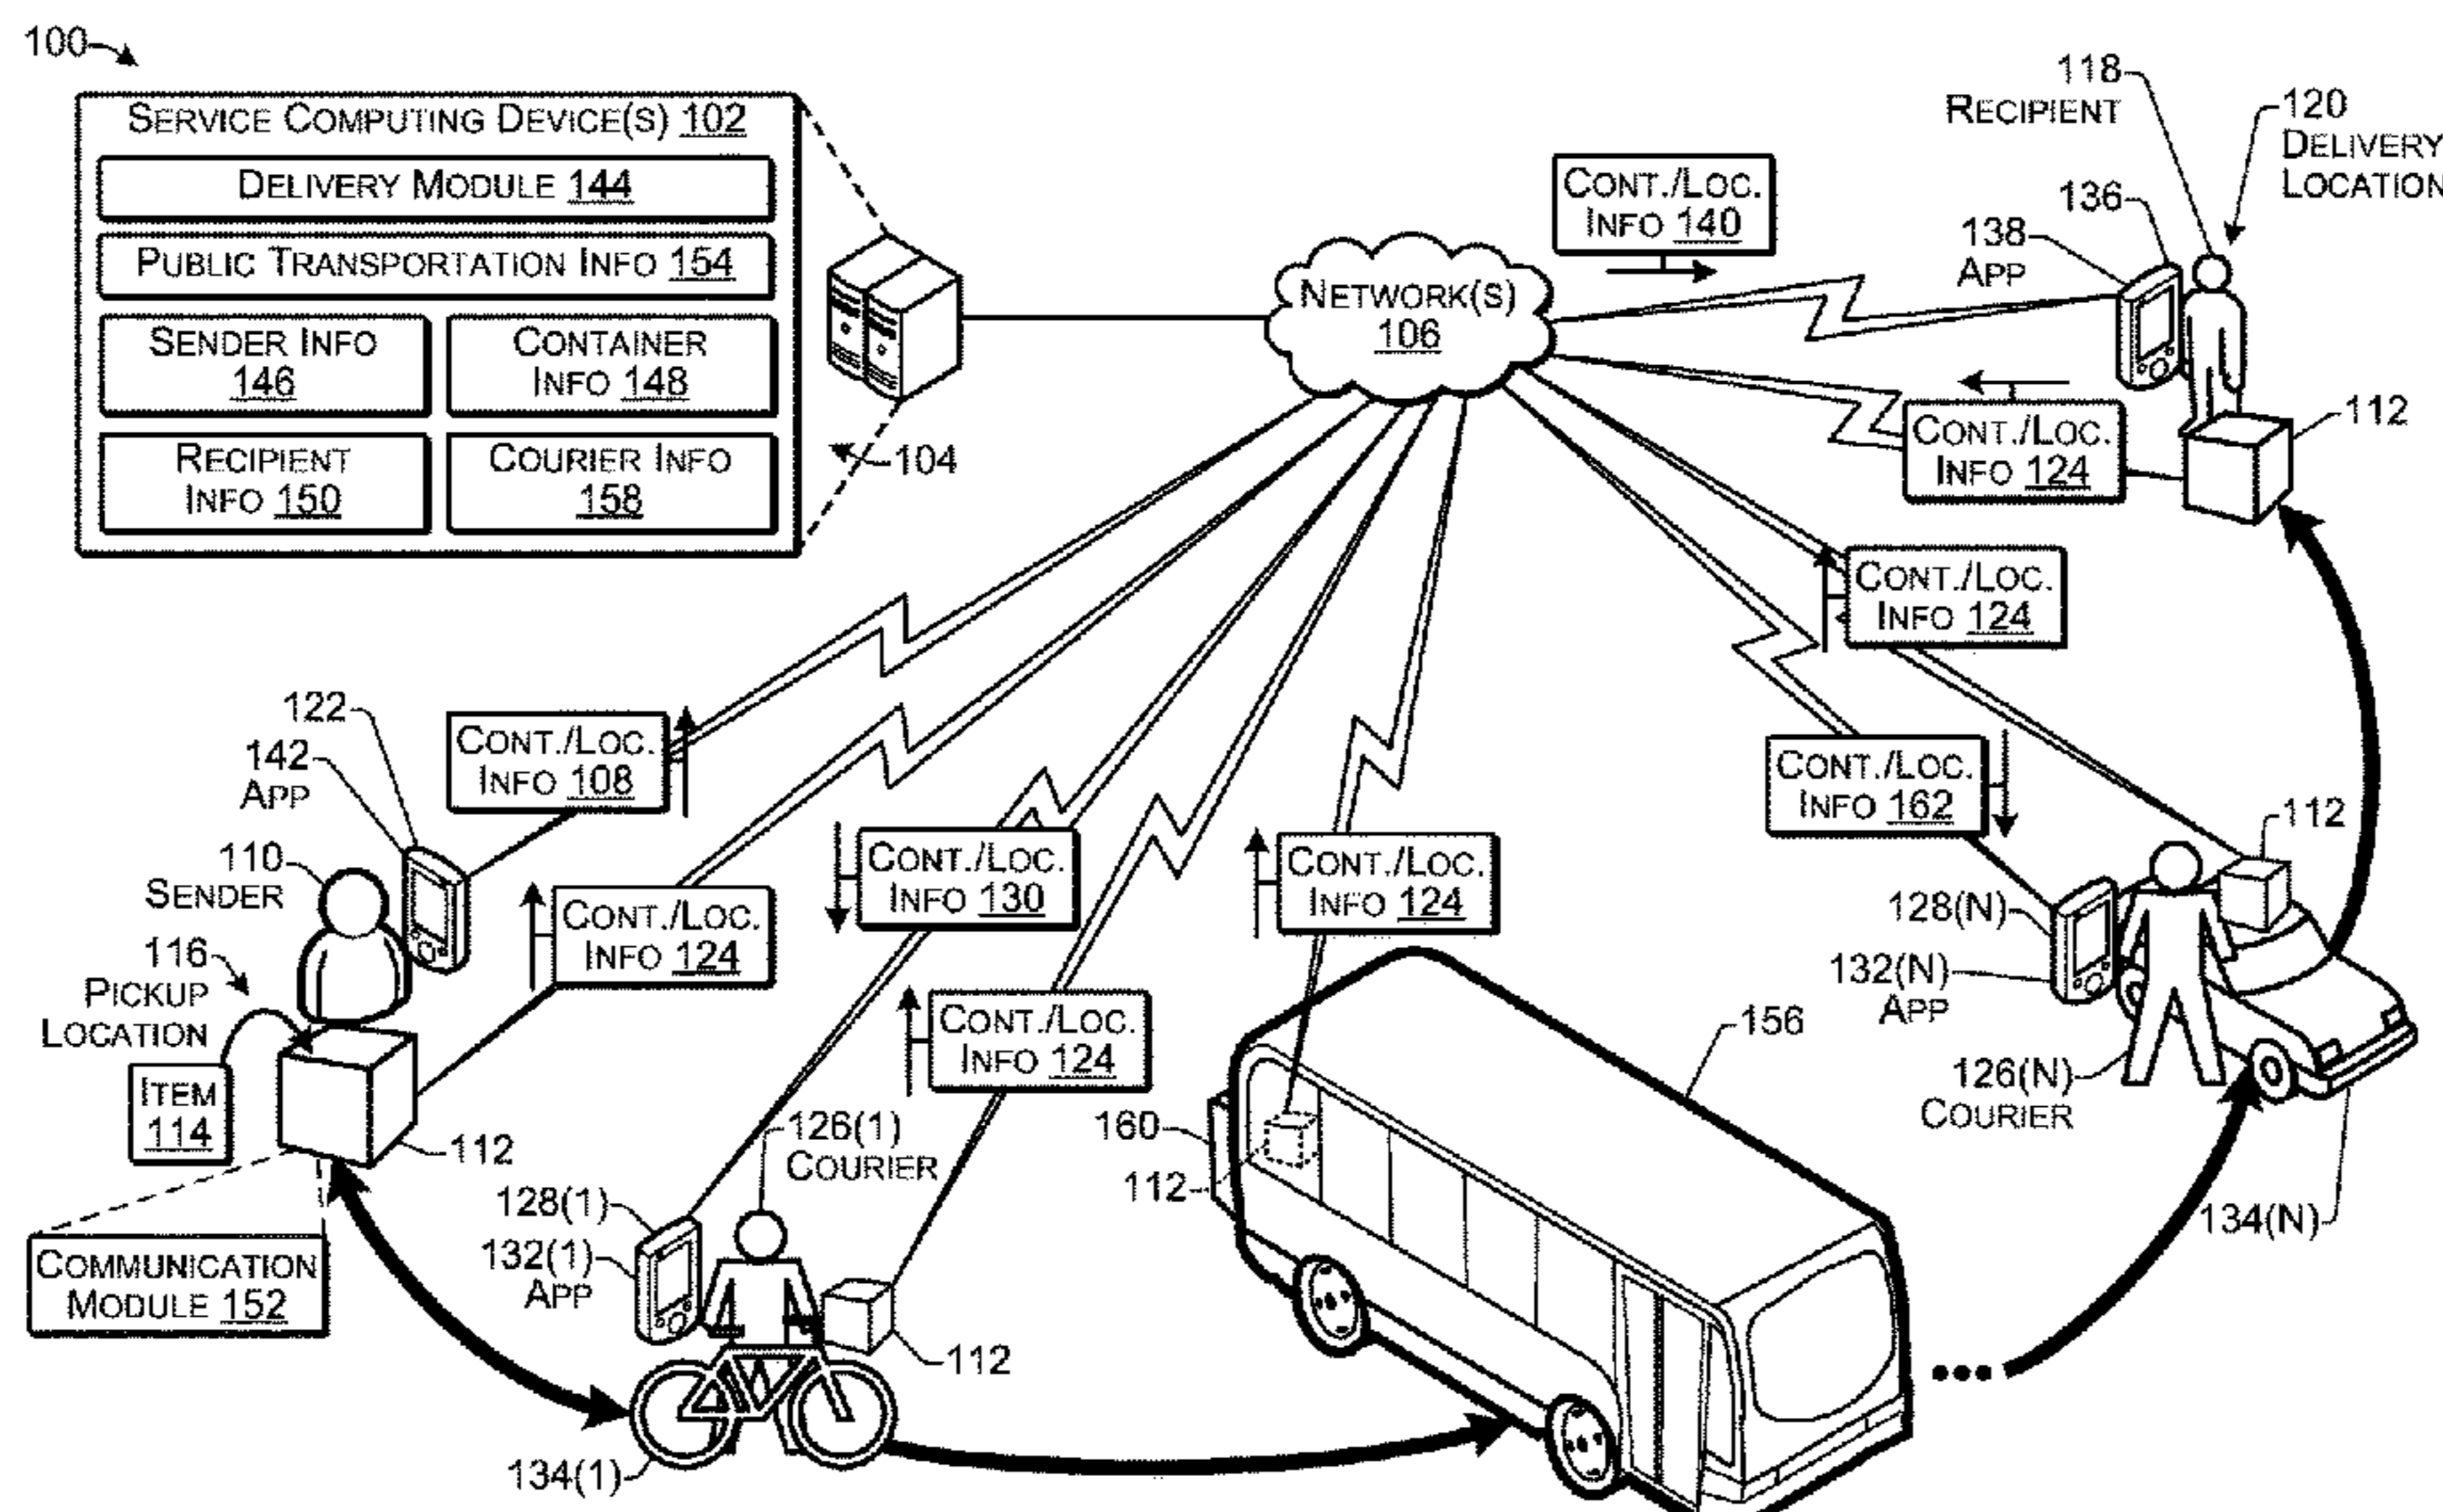 100
SERVICE COMPUTING DEVICE(S) 102
DELIVERY MODULE 144
PUBLIC TRANSPORTATION INFO 154
SENDER INFO
146
CONTAINER
INFO 148
RECIPIENT
INFO 150
COURIER INFO
158
104
NETWORK(S)
106
CONT./LOC.
INFO 140
118
RECIPIENT
120
DELIVERY
LOCATION
136
138
APP
CONT./LOC.
INFO 124
112
CONT./LOC.
INFO 124
122
142
APP
CONT./LOC.
INFO 108
110
SENDER
116
PICKUP
LOCATION
ITEM
114
112
CONT./LOC.
INFO 124
COMMUNICATION
MODULE 152
CONT./LOC.
INFO 130
CONT./LOC.
INFO 124
126(1)
COURIER
128(1)
132(1)
APP
112
134(1)
CONT./LOC.
INFO 124
156
160
112
CONT./LOC.
INFO 162
112
128(N)
132(N)
APP
126(N)
COURIER
134(N)